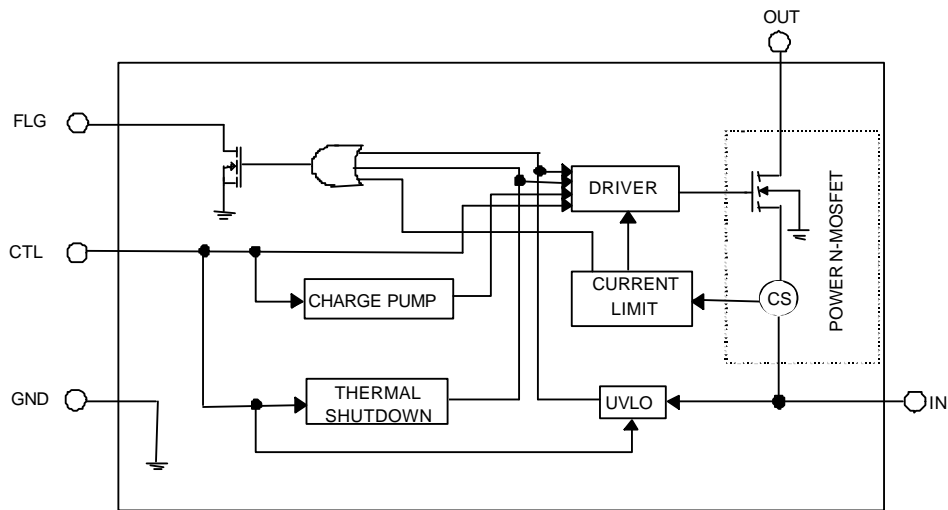 OUT
FLG
DRIVER
POWER N-MOSFET
CTL
CHARGE PUMP
CURRENT
LIMIT
CS
GND
THERMAL
SHUTDOWN
UVLO
IN